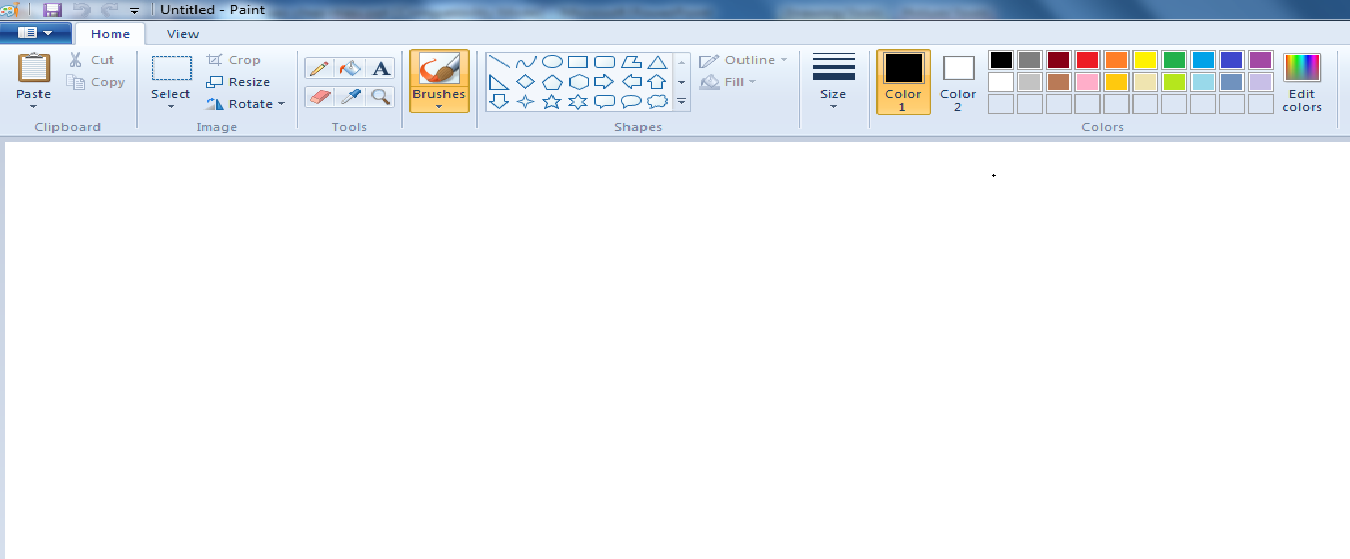 Untitled - Paint
Home View
Paste
Cut
Copy
Clipboard
Select
Crop
Resize
Rotate
Image
A
Tools
Brushes
Shapes
Outline
Fill
Size
Color
1
Color
2
Edit
colors
Colors